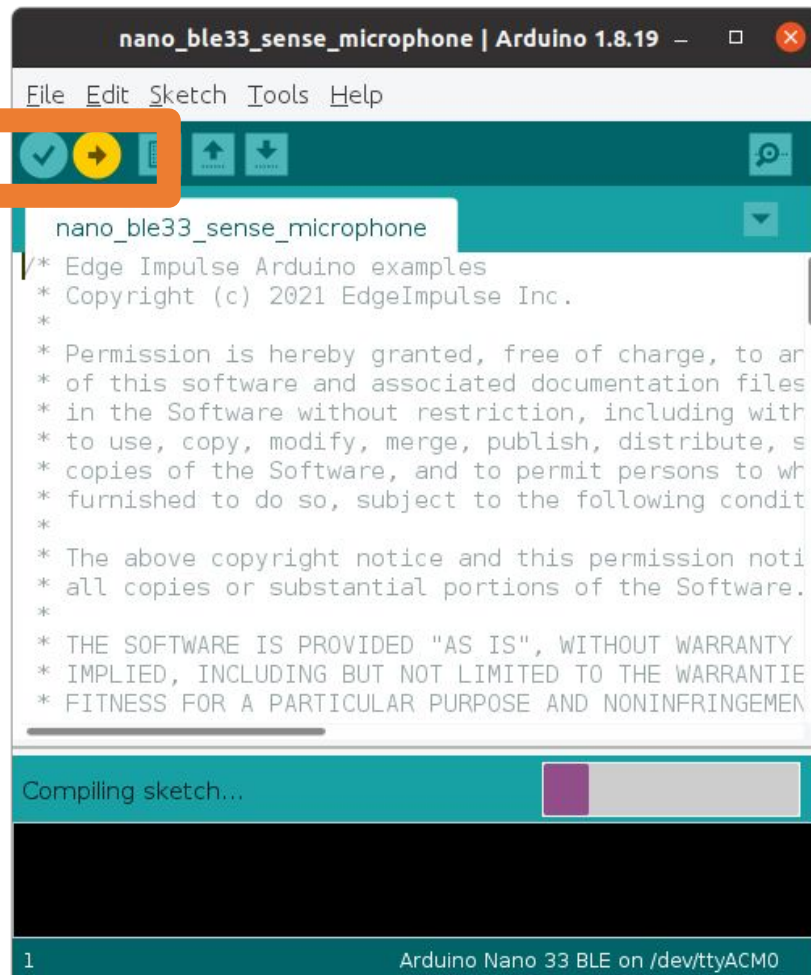 nano_ble33_sense_microphone | Arduino 1.8.19
File Edit Sketch Tools Help
nano_ble33_sense_microphone
/* Edge Impulse Arduino examples
* Copyright (c) 2021 EdgeImpulse Inc.
*
* Permission is hereby granted, free of charge, to an
* of this software and associated documentation files
* in the Software without restriction, including with
* to use, copy, modify, merge, publish, distribute, s
* copies of the Software, and to permit persons to wh
* furnished to do so, subject to the following condit
*
* The above copyright notice and this permission noti
* all copies or substantial portions of the Software.
*
* THE SOFTWARE IS PROVIDED "AS IS", WITHOUT WARRANTY
* IMPLIED, INCLUDING BUT NOT LIMITED TO THE WARRANTIE
* FITNESS FOR A PARTICULAR PURPOSE AND NONINFRINGEMEN
Compiling sketch...
1 Arduino Nano 33 BLE on /dev/ttyACM0